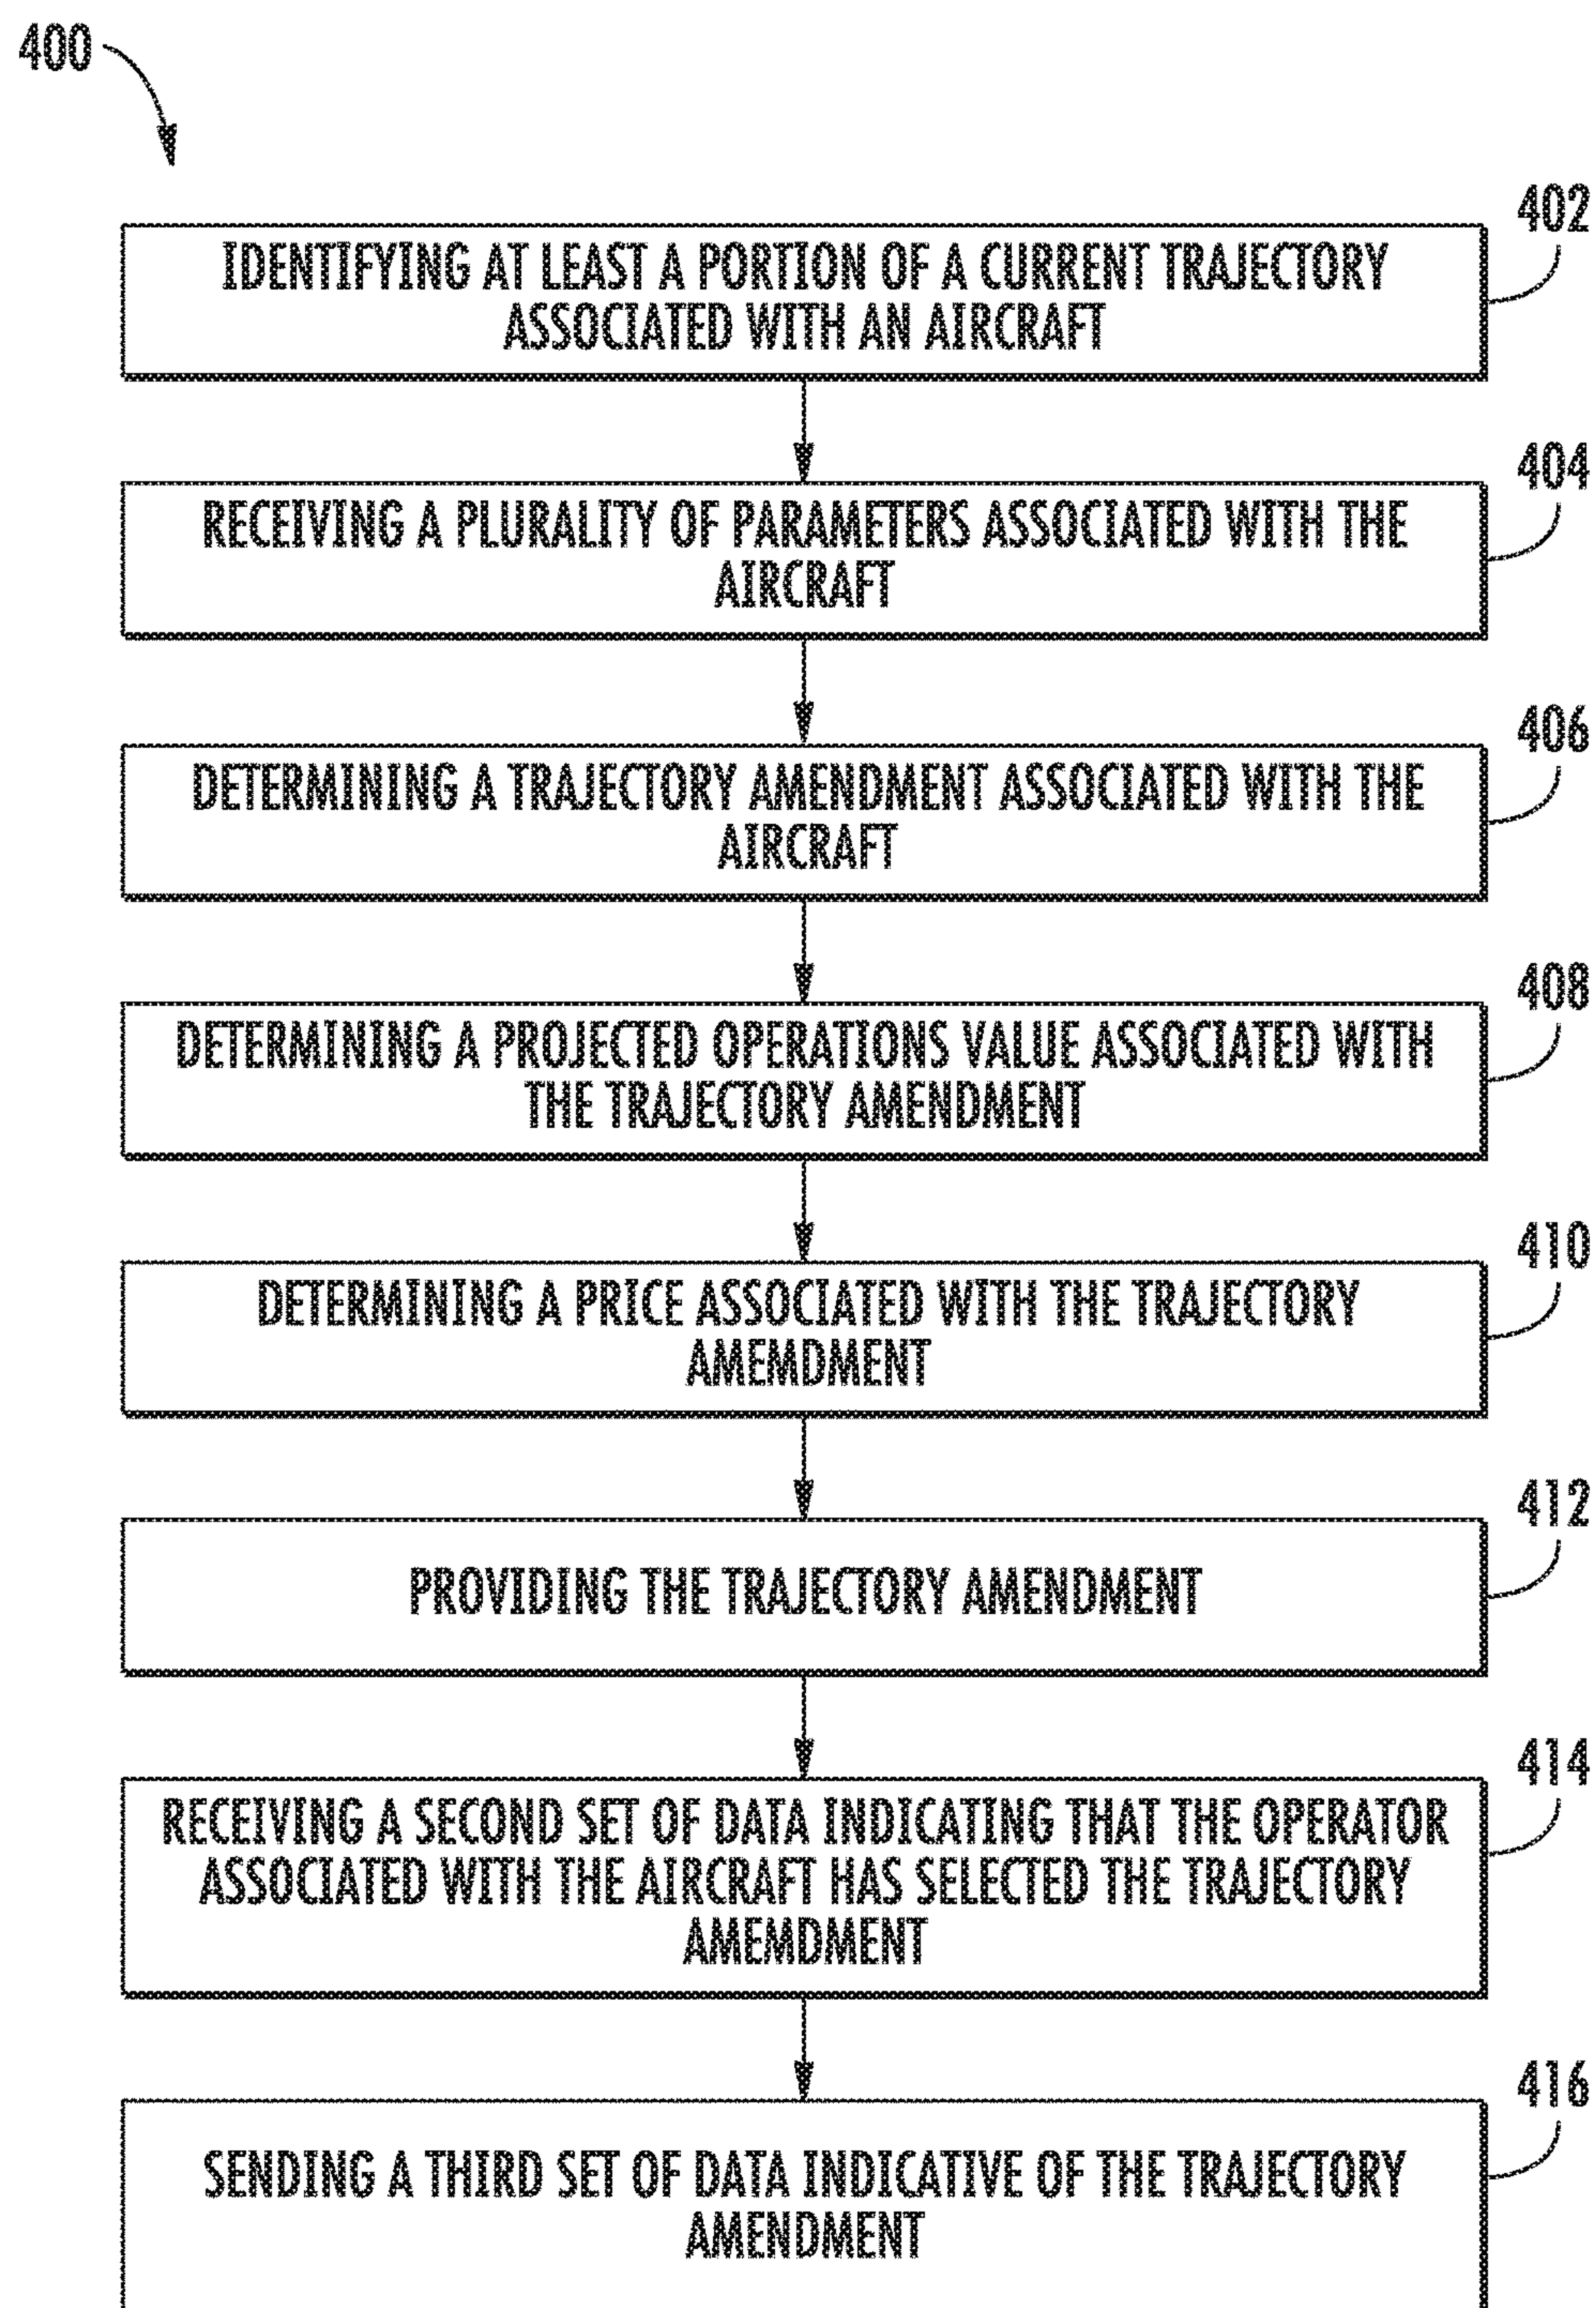 400
402
IDENTIFYING AT LEAST A PORTION OF A CURRENT TRAJECTORY
ASSOCIATED WITH AN AIRCRAFT
404
RECEIVING A PLURALITY OF PARAMETERS ASSOCIATED WITH THE
AIRCRAFT
406
DETERMINING A TRAJECTORY AMENDMENT ASSOCIATED WITH THE
AIRCRAFT
408
DETERMINING A PROJECTED OPERATIONS VALUE ASSOCIATED WITH
THE TRAJECTORY AMENDMENT
410
DETERMINING A PRICE ASSOCIATED WITH THE TRAJECTORY
AMEMDMENT
412
PROVIDING THE TRAJECTORY AMENDMENT
414
RECEIVING A SECOND SET OF DATA INDICATING THAT THE OPERATOR
ASSOCIATED WITH THE AIRCRAFT HAS SELECTED THE TRAJECTORY
AMEMDMENT
416
SENDING A THIRD SET OF DATA INDICATIVE OF THE TRAJECTORY
AMENDMENT